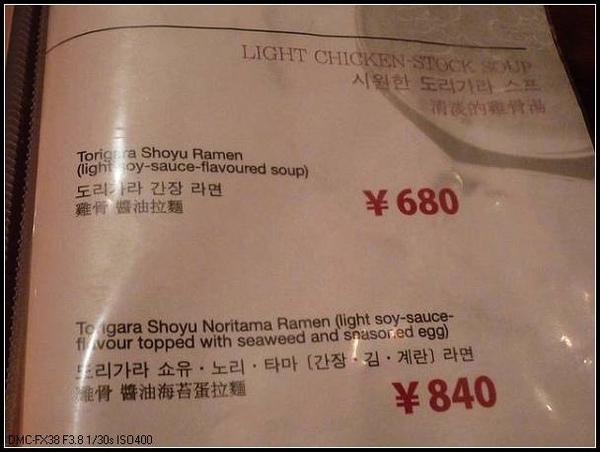 LIGHT CHICKEN-STOCK SOUP
시원한 도리가라 스프
清淡的雞骨湯
Torigara Shoyu Ramen
(light soy-sauce-flavoured soup)
도리가라 간장 라면
雞骨 醬油拉麵
¥680
Torigara Shoyu Noritama Ramen (light soy-sauce-
flavour topped with seaweed and snasoned egg)
도리가라 쇼유・노리・타마 (간장・김・계란) 라면
雞骨 醬油海苔蛋拉麵
¥840
DMC-FX38 F3.8 1/30s ISO400